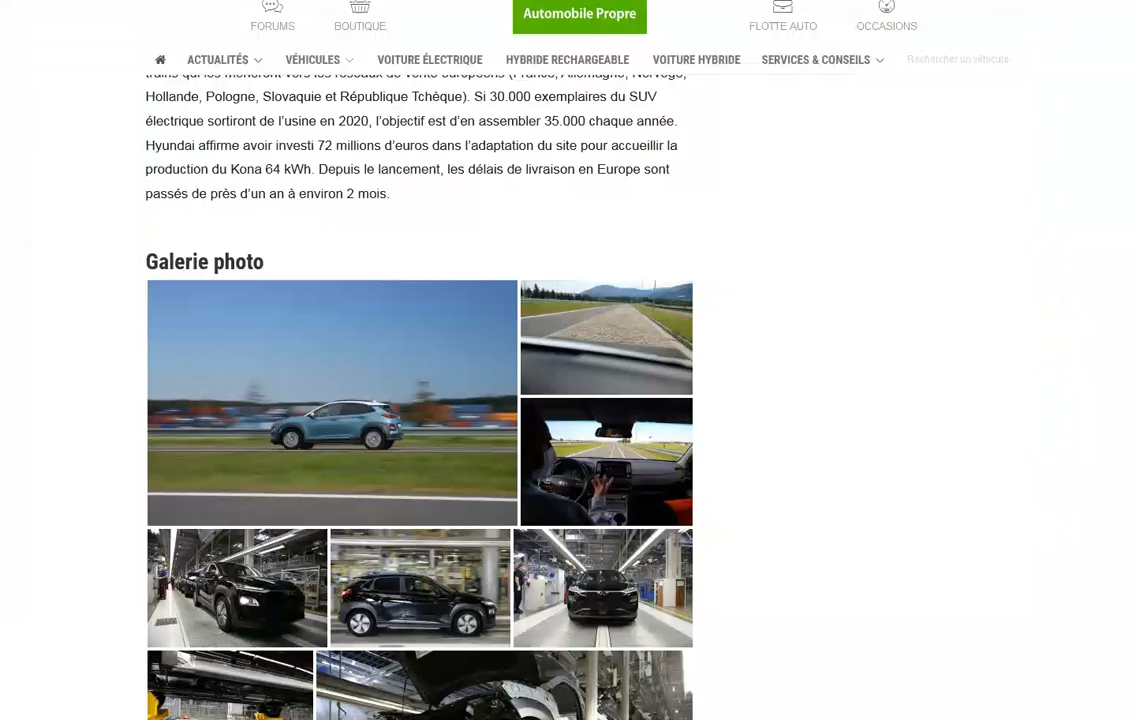 FORUMS
BOUTIQUE
Automobile Propre
FLOTTE AUTO
OCCASIONS
ACTUALITÉS
VÉHICULES
VOITURE ÉLECTRIQUE
HYBRIDE RECHARGEABLE
VOITURE HYBRIDE
SERVICES & CONSEILS
Rechercher un véhicule
trains qui les mèneront vers les réseaux de vente européens (France, Allemagne, Norvège,
Hollande, Pologne, Slovaquie et République Tchèque). Si 30.000 exemplaires du SUV
électrique sortiront de l'usine en 2020, l'objectif est d'en assembler 35.000 chaque année.
Hyundai affirme avoir investi 72 millions d'euros dans l'adaptation du site pour accueillir la
production du Kona 64 kWh. Depuis le lancement, les délais de livraison en Europe sont
passés de près d'un an à environ 2 mois.
Galerie photo